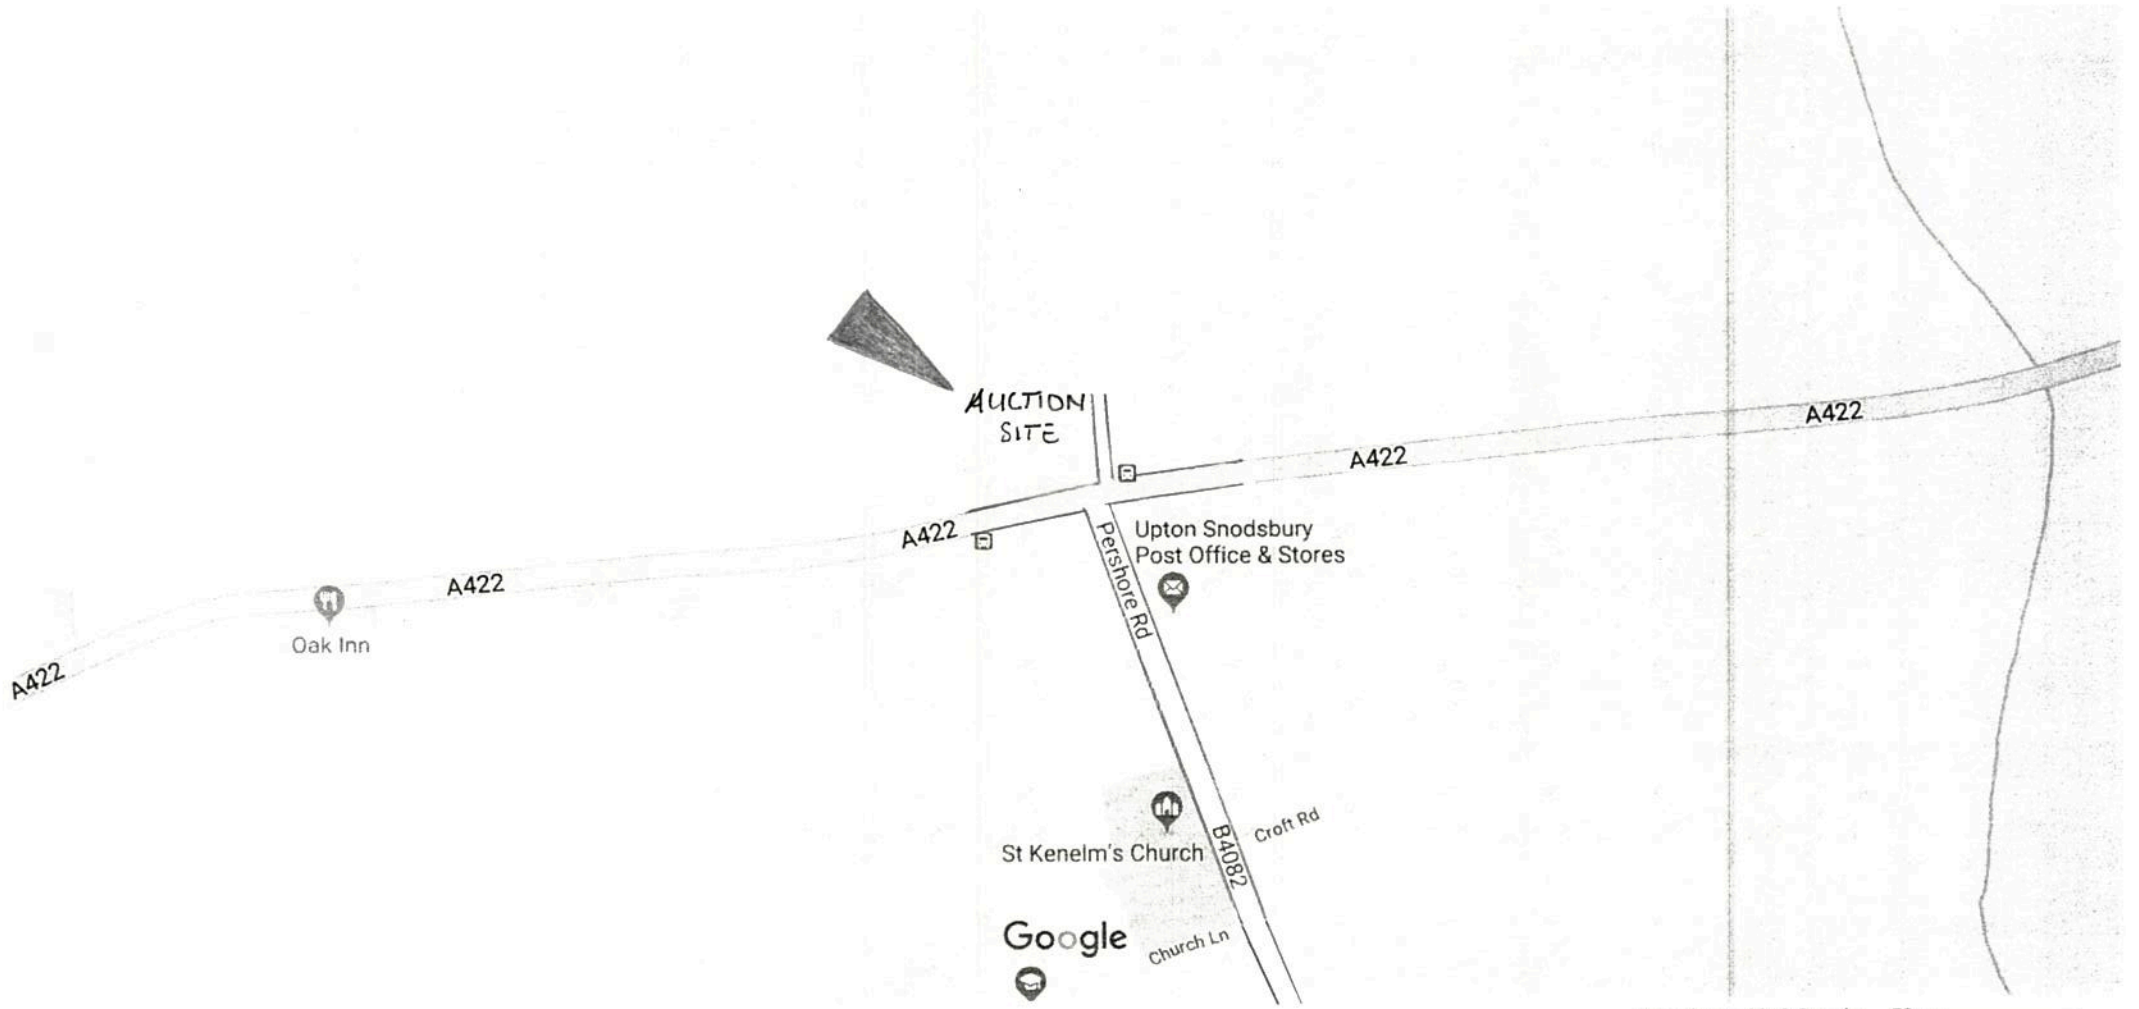 AUCTION
SITE
A422
A422
A422
Upton Snodsbury
Post Office & Stores
Pershore Rd
A422
Oak Inn
A422
Croft Rd
B4082
St Kenelm's Church
Google
Church Ln